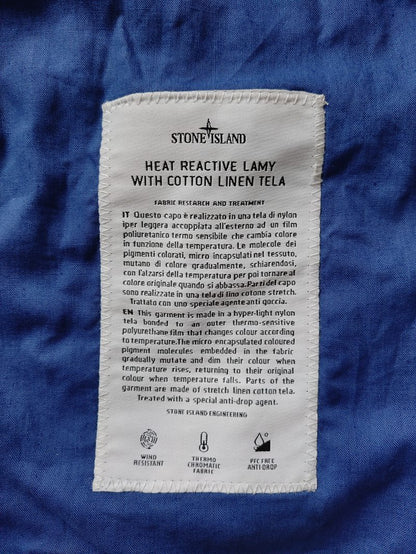 STONE ISLAND
HEAT REACTIVE LAMY
WITH COTTON LINEN TELA
FABRIC RESEARCH AND TREATMENT
IT Questo capo è realizzato in una tela di nylon
iper leggera accoppiata all'esterno ad un film
poliuretanico termo sensibile che cambia colore
in funzione della temperatura. Le molecole dei
pigmenti colorati, micro incapsulati nel tessuto,
mutano di colore gradualmente, schiarendosi,
con l'alzarsi della temperatura per poi tornare al
colore originale quando si abbassa. Parti del capo
sono realizzate in una tela di lino cotone stretch.
Trattato con uno speciale agente anti goccia.
EN This garment is made in a hyper-light nylon
tela bonded to an outer thermo-sensitive
polyurethane film that changes colour according
to temperature. The micro encapsulated coloured
pigment molecules embedded in the fabric
gradually mutate and dim their colour when
temperature rises, returning to their original
colour when temperature falls. Parts of the
garment are made of stretch linen cotton tela.
Treated with a special anti-drop agent.
STONE ISLAND ENGINEERING
WIND
RESISTANT
THERMO
CHROMATIC
FABRIC
PFC FREE
ANTI DROP